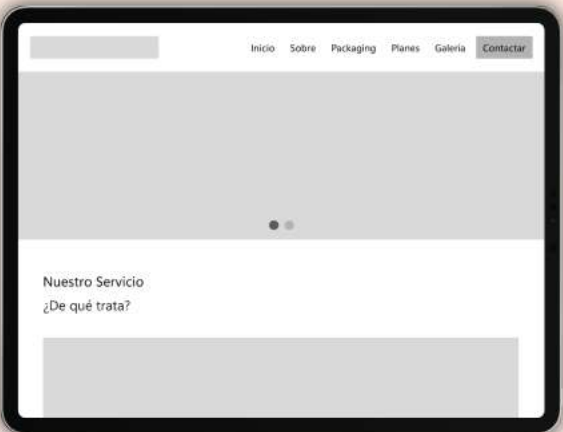 Inicio Sobre Packaging Planes Galeria Contactar
Nuestro Servicio
¿De qué trata?